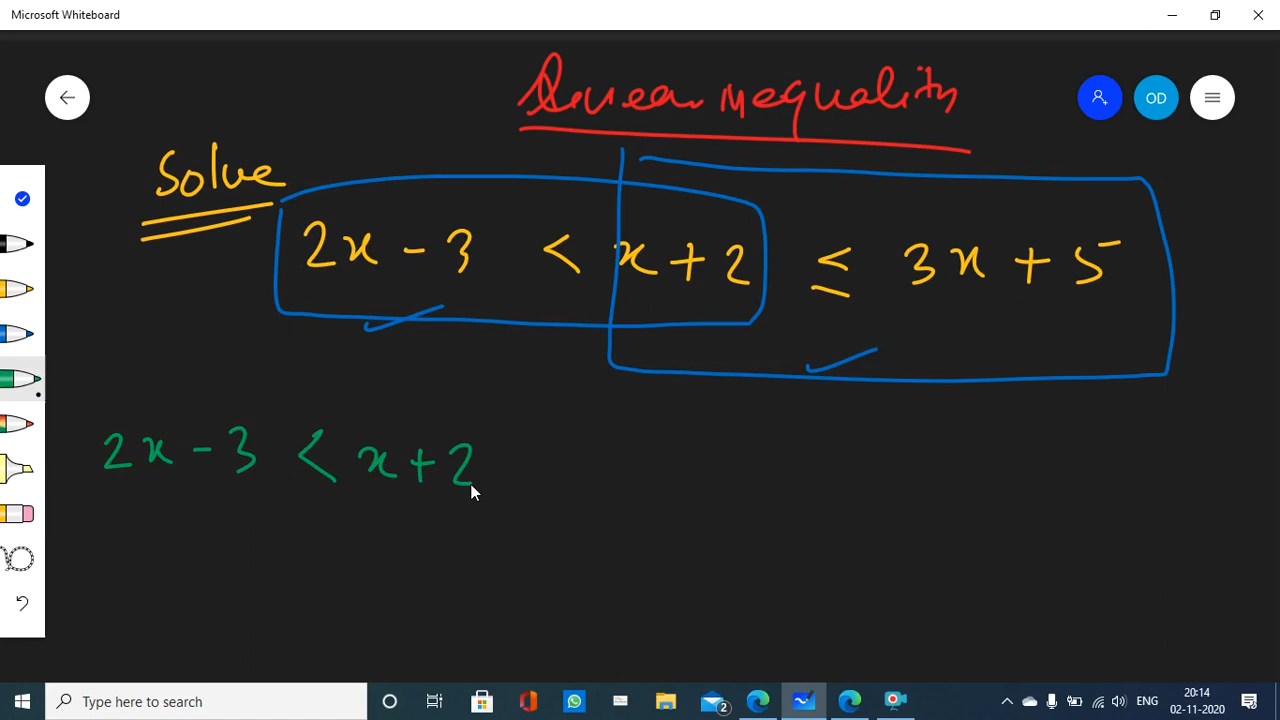 Microsoft Whiteboard
Linear inequality
OD
Solve
2x - 3 < x + 2 ≤ 3x + 5
2x - 3 < x + 2
Type here to search
2
ENG
20:14
02-11-2020